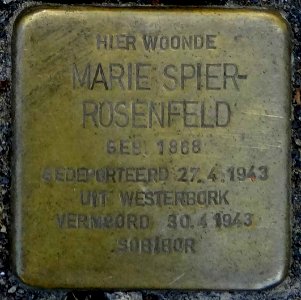 HIER WOONDE
MARIE SPIER-
ROSENFELD
GEB. 1868
GEDEPORTEERD 27.4.1943
UIT WESTERBORK
VERMOORD 30.4.1943
SOBIBOR